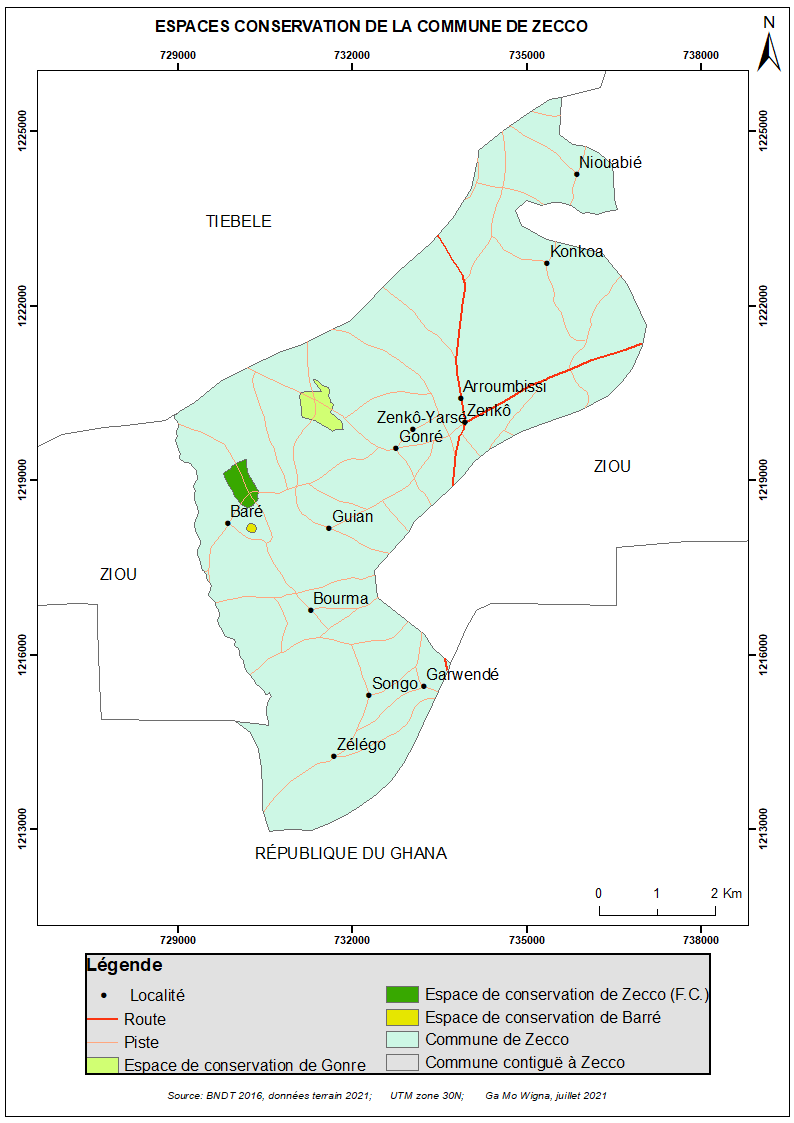 ESPACES CONSERVATION DE LA COMMUNE DE ZECCO
N
729000 732000 735000 738000
1225000 1225000
Niouabié
TIEBELE
Konkoa
1222000 1222000
Arroumbissi
Zenkô-Yarsé Zenkô
Gonré
ZIOU
1219000 1219000
Baré Guian
ZIOU
Bourma
1216000 1216000
Songo Garwendé
Zélégo
1213000 1213000
RÉPUBLIQUE DU GHANA
0 1 2 Km
729000 732000 735000 738000
Légende
Localité
Route
Piste
Espace de conservation de Gonre
Espace de conservation de Zecco (F.C.)
Espace de conservation de Barré
Commune de Zecco
Commune contiguë à Zecco
Source: BNDT 2016, données terrain 2021; UTM zone 30N; Ga Mo Wigna, juillet 2021